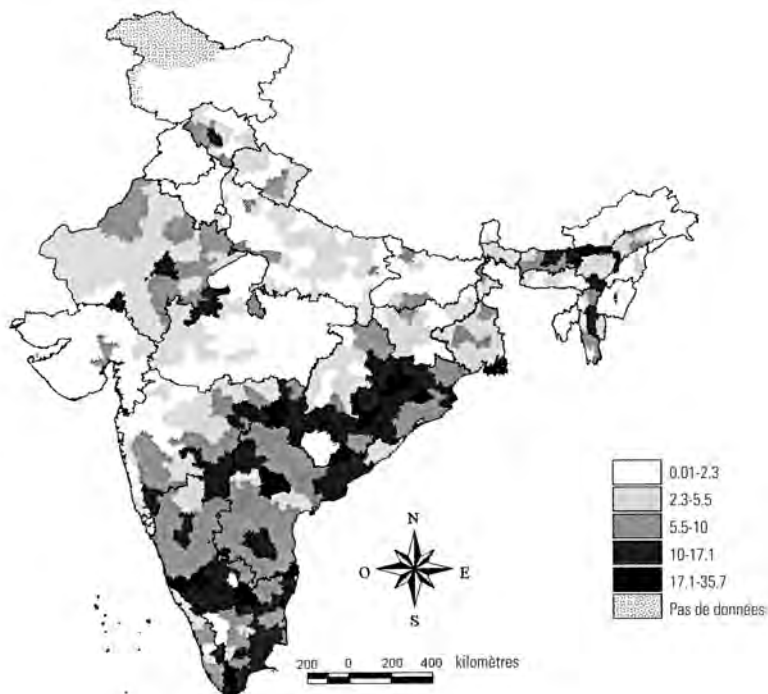 0.01-2.3
2.3-5.5
5.5-10
10-17.1
17.1-35.7
Pas de données
N
O E
S
200 0 200 400 kilomètres